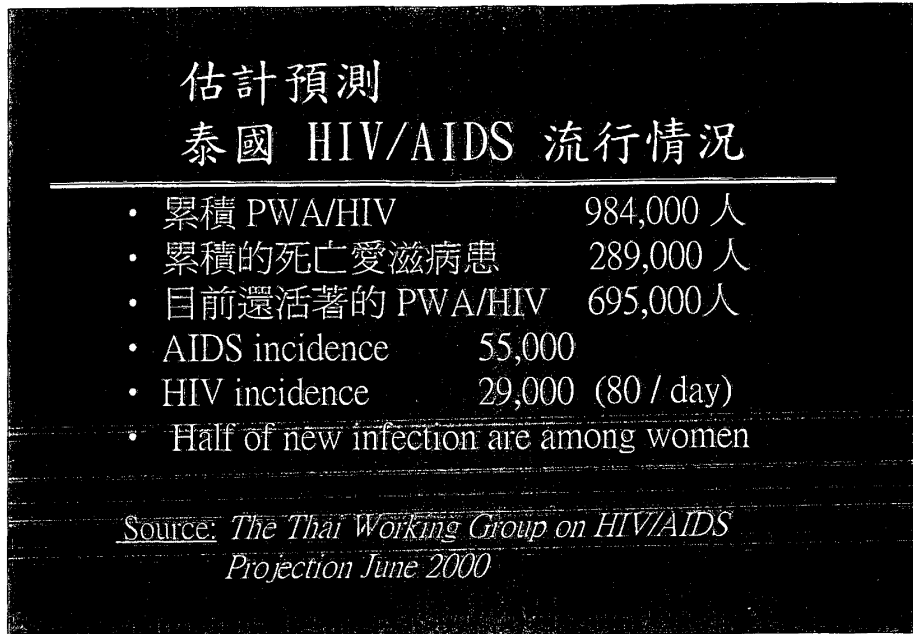 估計預測
泰國 HIV/AIDS 流行情況
• 累積 PWA/HIV 984,000 人
• 累積的死亡愛滋病患 289,000 人
• 目前還活著的 PWA/HIV 695,000人
• AIDS incidence 55,000
• HIV incidence 29,000 (80 / day)
• Half of new infection are among women
Source: The Thai Working Group on HIV/AIDS
Projection June 2000